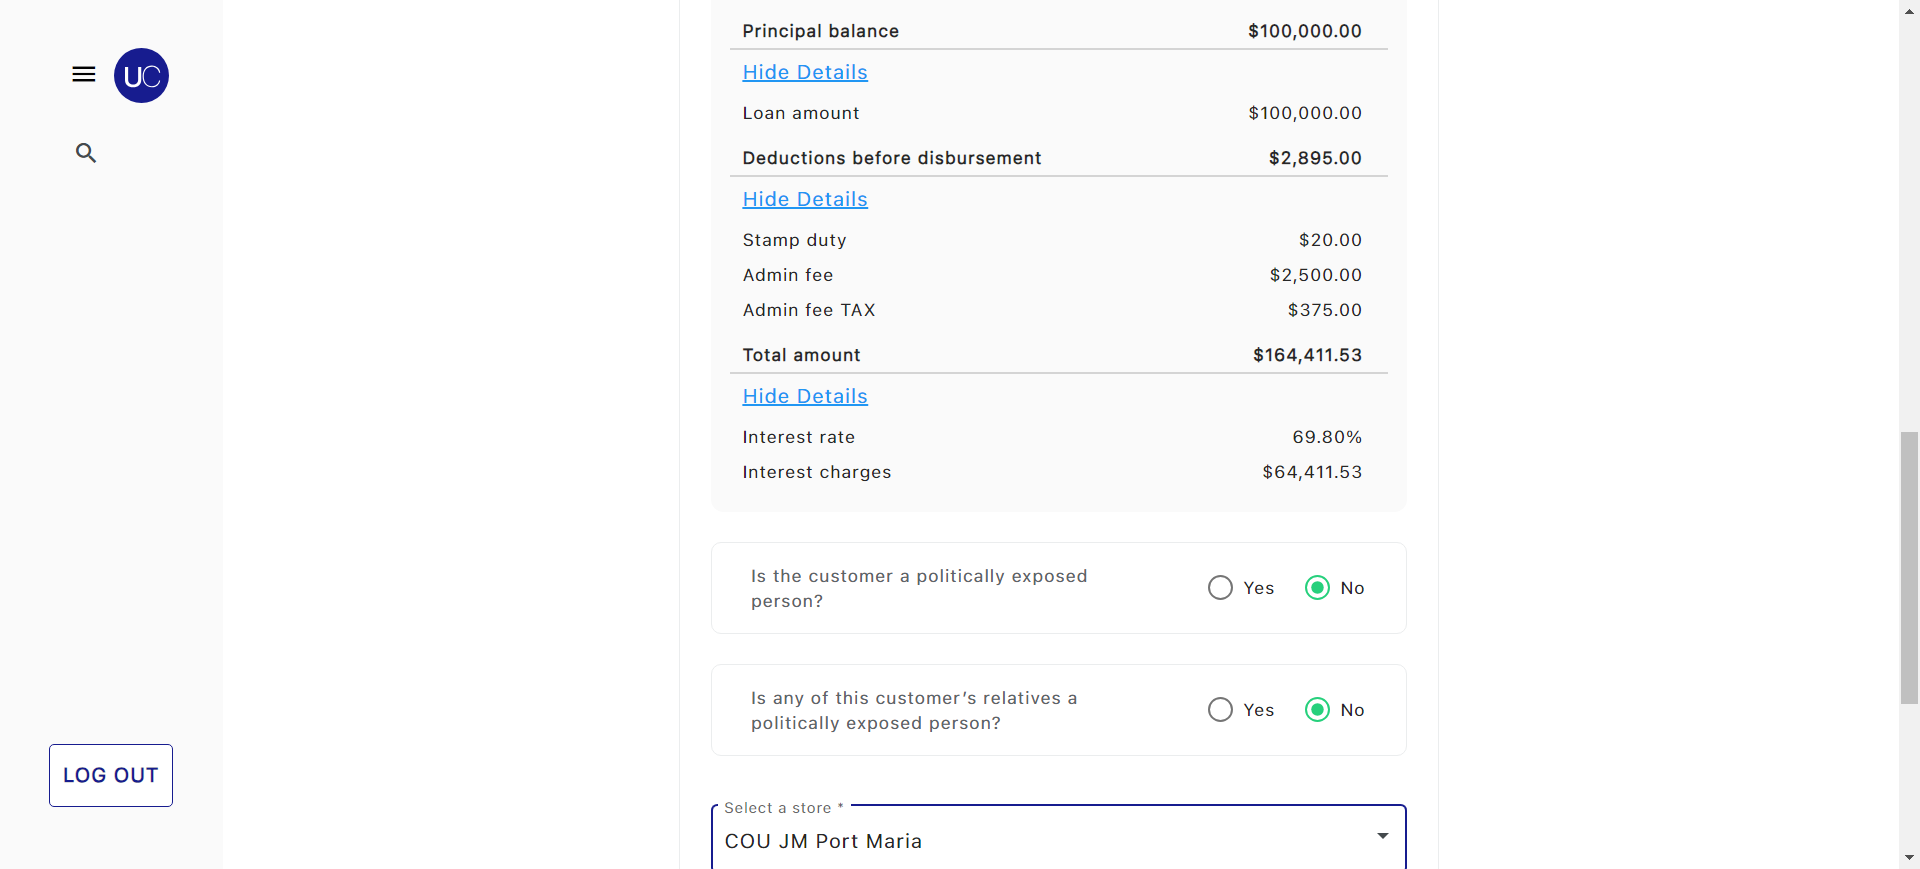 UC
LOG OUT
Principal balance $100,000.00
Hide Details
Loan amount $100,000.00
Deductions before disbursement $2,895.00
Hide Details
Stamp duty $20.00
Admin fee $2,500.00
Admin fee TAX $375.00
Total amount $164,411.53
Hide Details
Interest rate 69.80%
Interest charges $64,411.53
Is the customer a politically exposed
person?
Yes No
Is any of this customer’s relatives a
politically exposed person?
Yes No
Select a store *
COU JM Port Maria